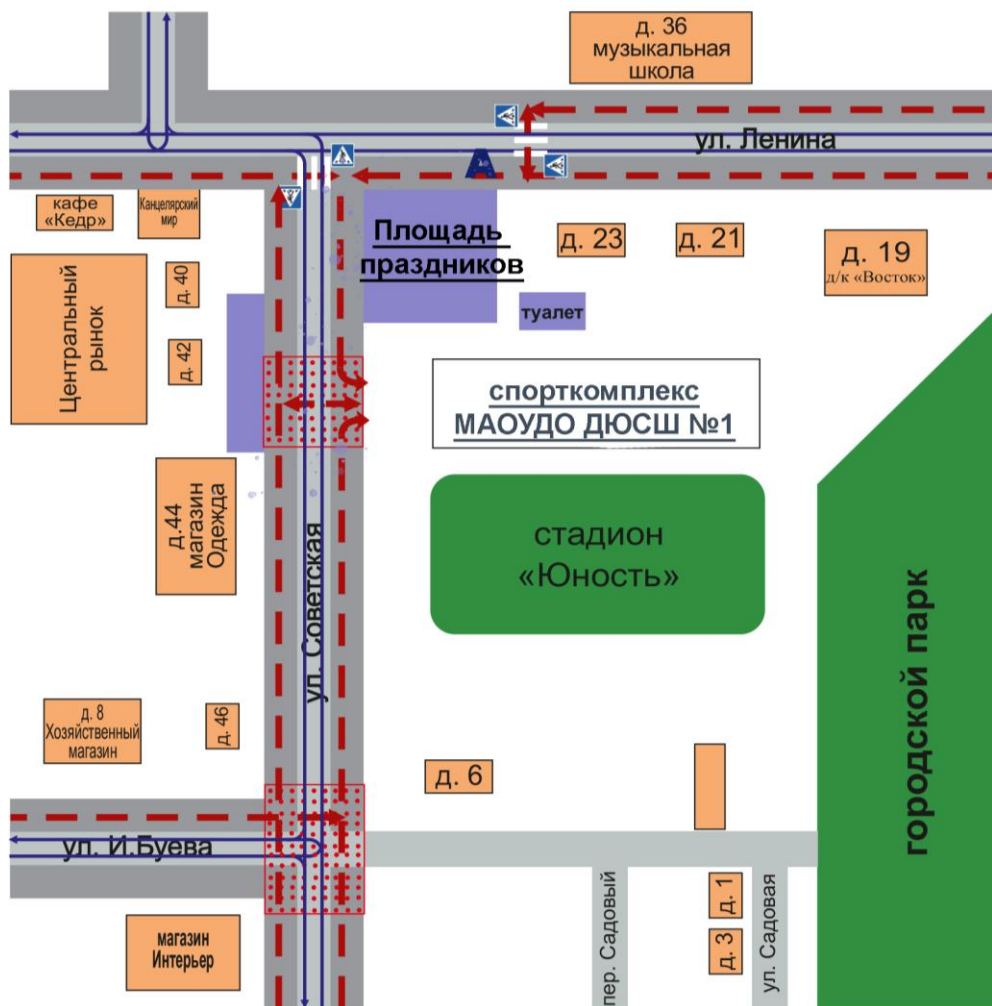 д. 36
музыкальная
школа
ул. Ленина
А
кафе
«Кедр»
Канцелярский
мир
Площадь
праздников
д. 23
д. 21
д. 19
д/к «Восток»
Центральный
рынок
д. 40
д. 42
туалет
спорткомплекс
МАОУДО ДЮСШ №1
д.44
магазин
Одежда
стадион
«Юность»
ул. Советская
городской парк
д. 8
Хозяйственный
магазин
д. 46
д. 6
ул. И.Буева
магазин
Интерьер
пер. Садовый
д. 1
д. 3
ул. Садовая